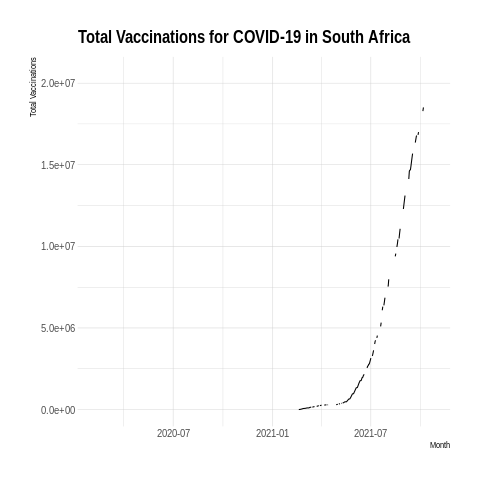 Total Vaccinations for COVID-19 in South Africa
Total Vaccinations
2.0e+07
1.5e+07
1.0e+07
5.0e+06
0.0e+00
2020-07
2021-01
2021-07
Month